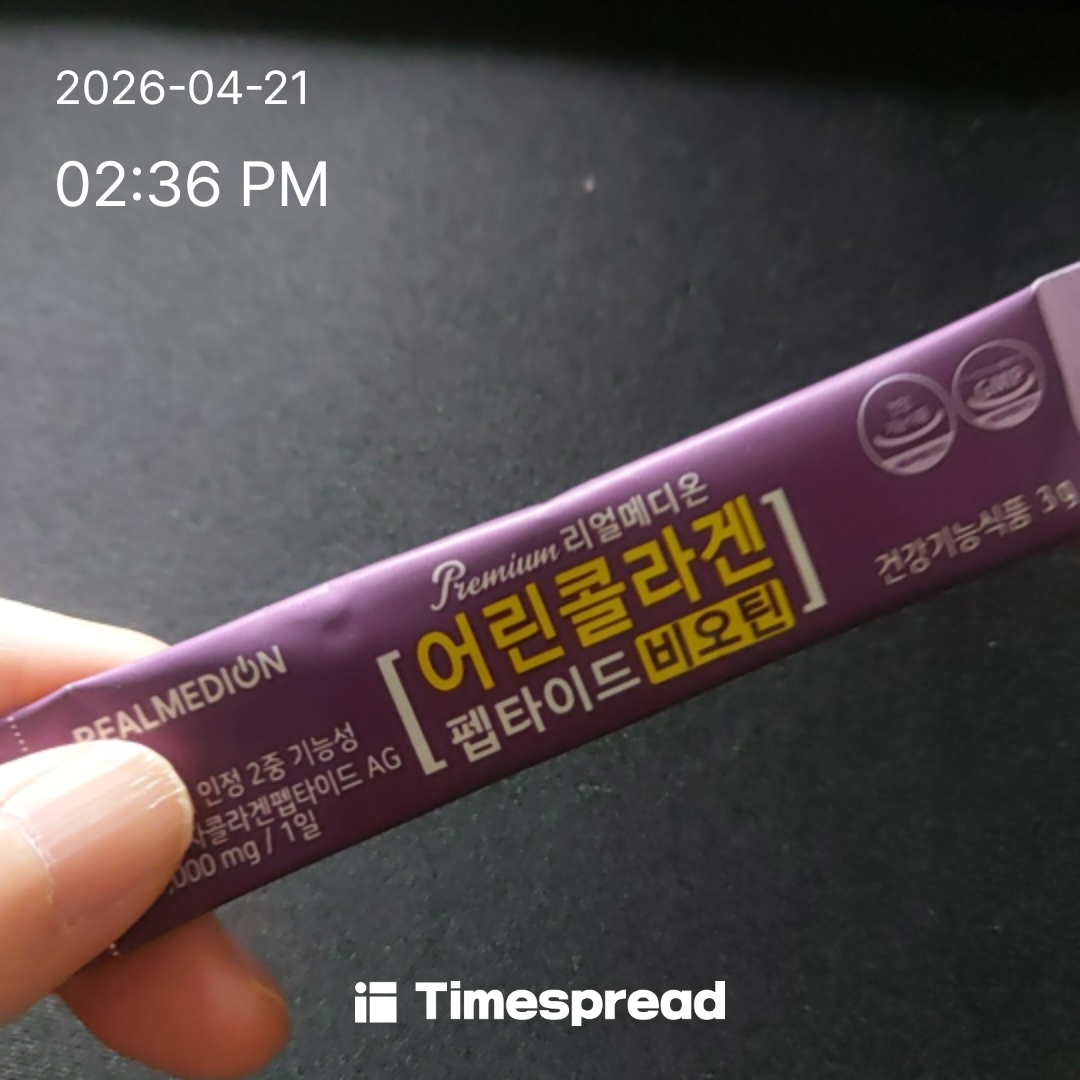 2026-04-21
02:36 PM
Premium 리얼메디온
어린콜라겐
펩타이드 비오틴
건강기능식품 3g
GMP
REALMEDION
인정 2중 기능성
콜라겐펩타이드 AG
000 mg / 1일
Timespread